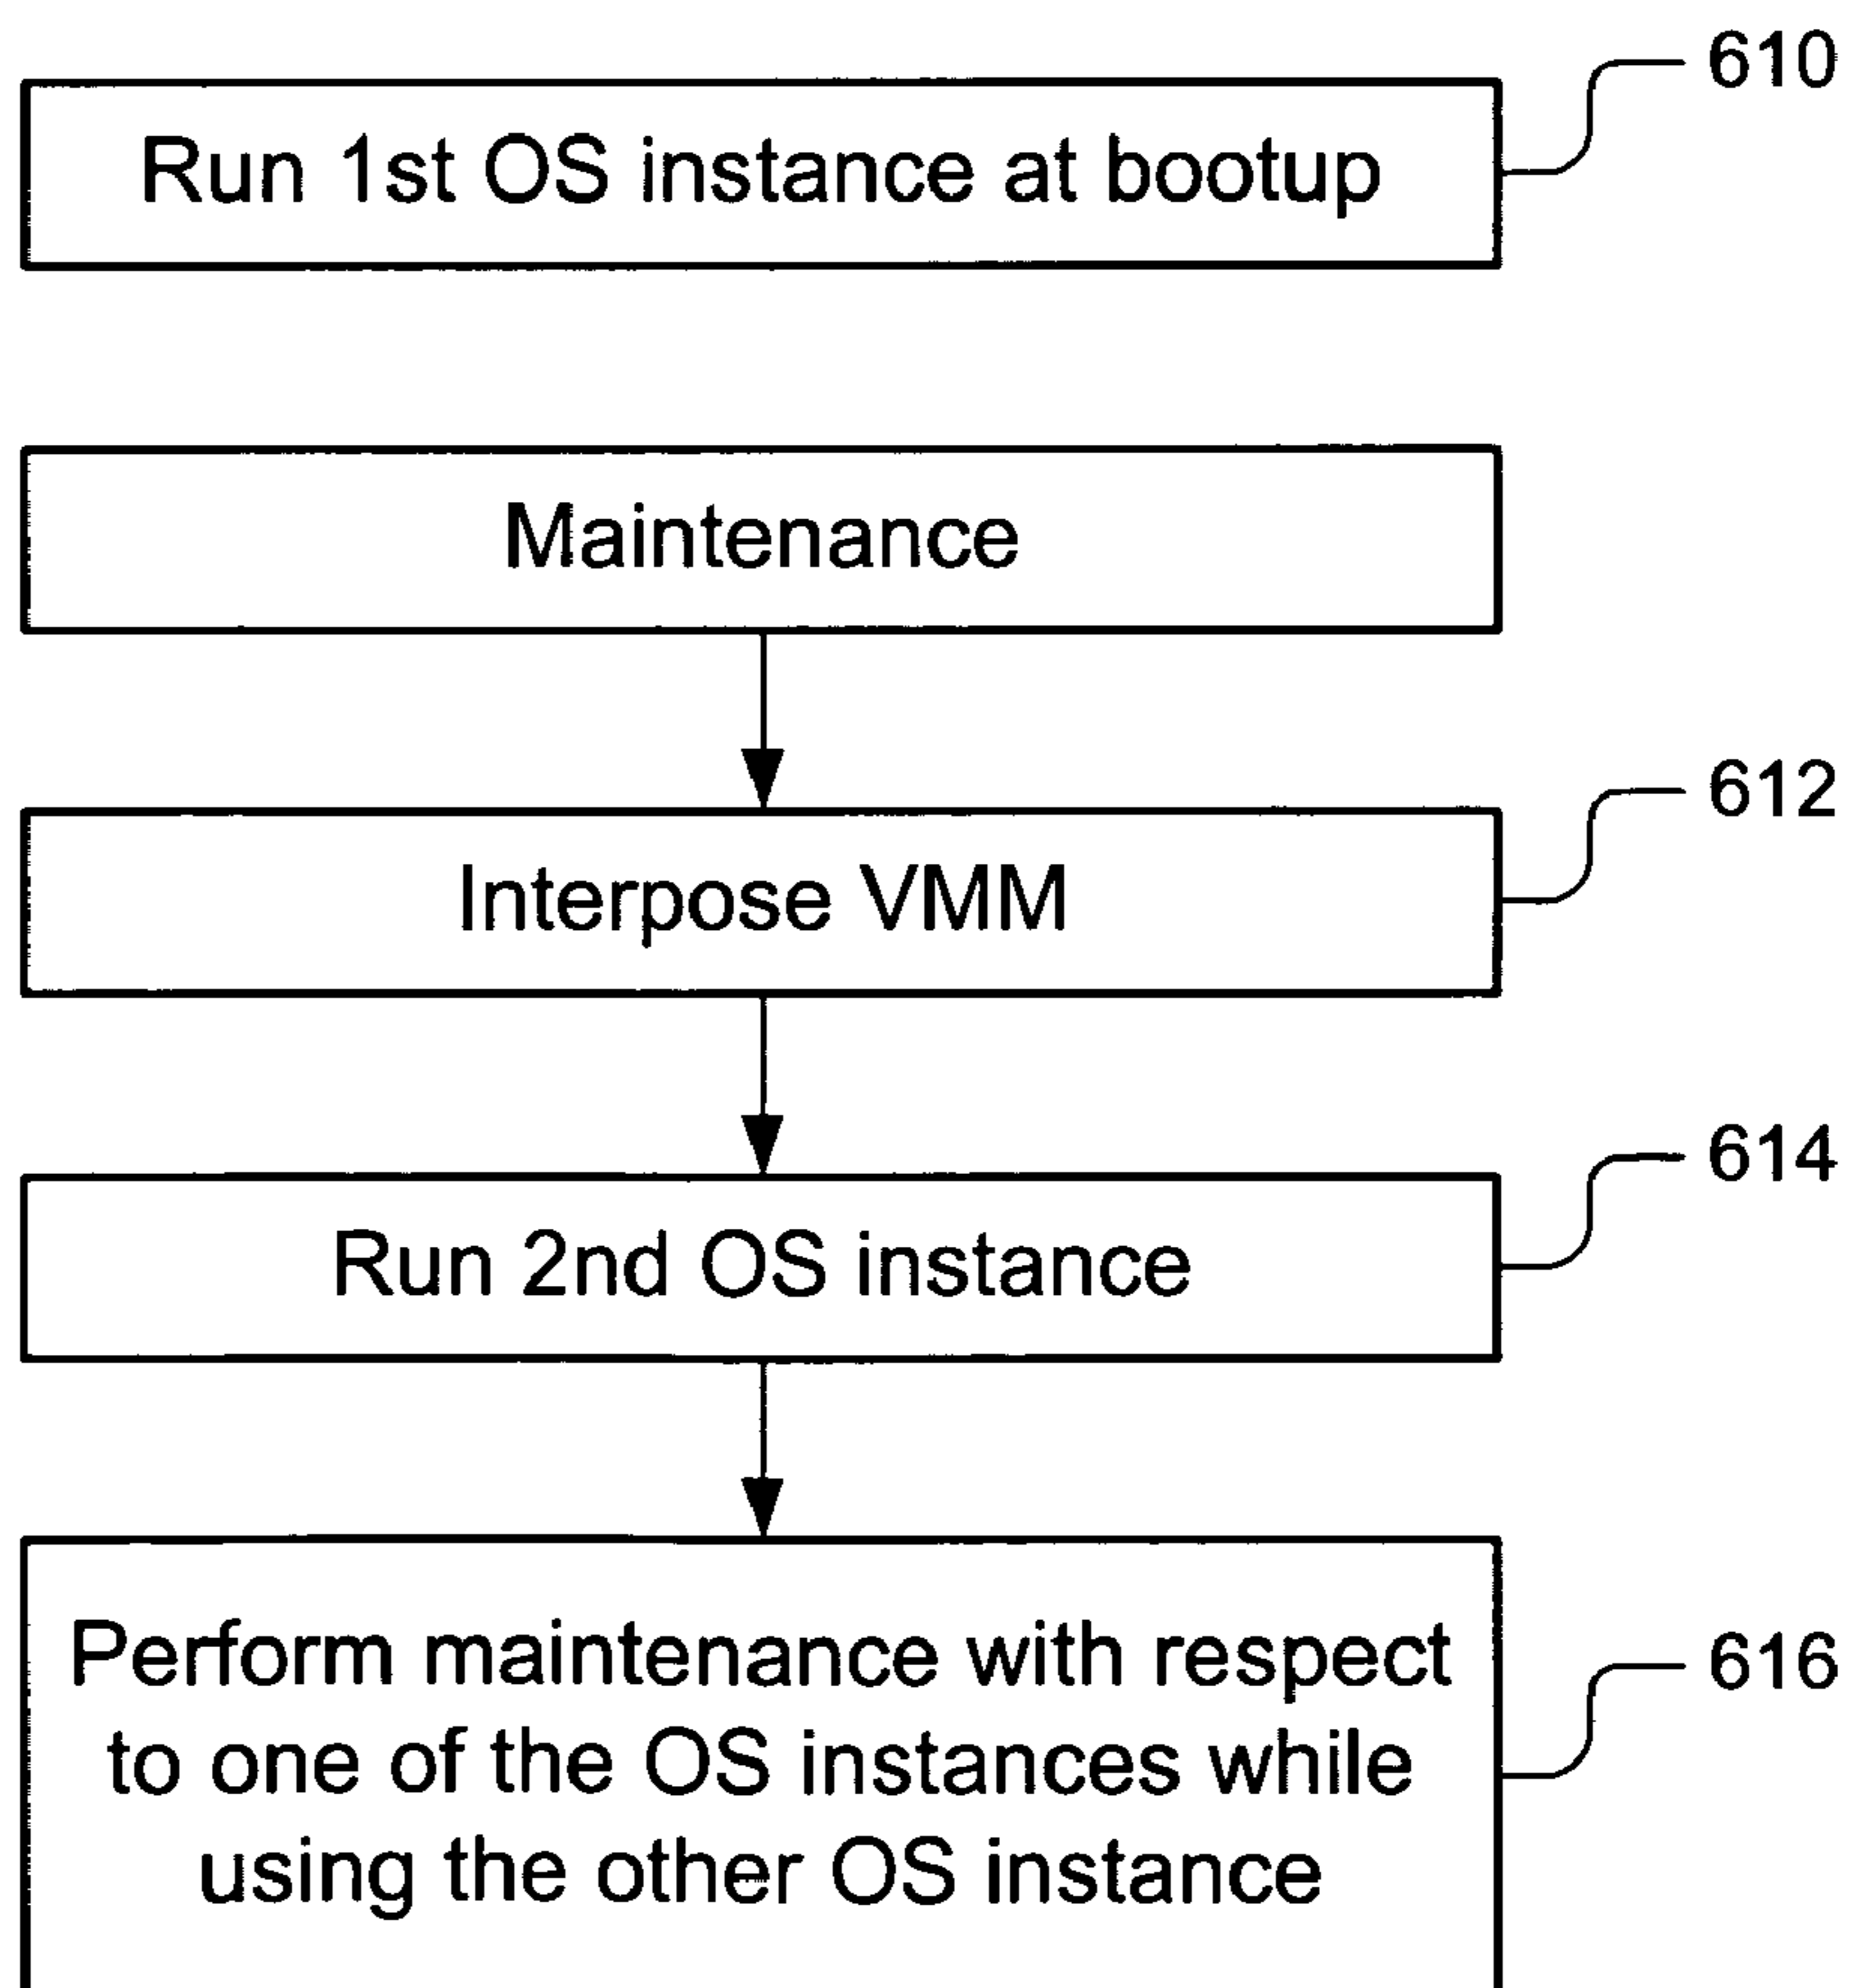 610
Run 1st OS instance at bootup
Maintenance
612
Interpose VMM
614
Run 2nd OS instance
Perform maintenance with respect
616
to one of the OS instances while
using the other OS instance